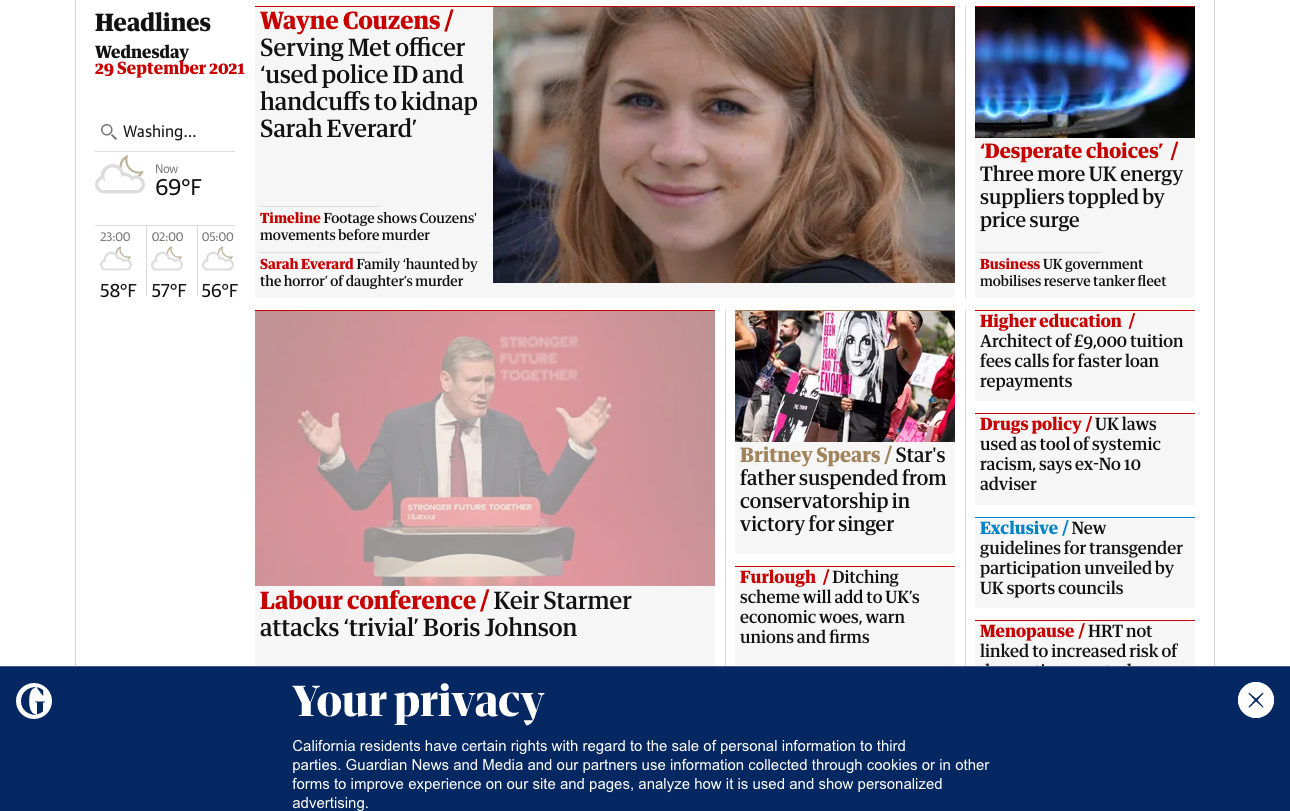 Headlines
Wednesday
29 September 2021
Washing...
Now
69°F
23:00
02:00
05:00
58°F
57°F
56°F
Wayne Couzens /
Serving Met officer
‘used police ID and
handcuffs to kidnap
Sarah Everard’
Timeline Footage shows Couzens'
movements before murder
Sarah Everard Family ‘haunted by
the horror’ of daughter’s murder
‘Desperate choices’ /
Three more UK energy
suppliers toppled by
price surge
Business UK government
mobilises reserve tanker fleet
STRONGER
FUTURE
TOGETHER
STRONGER FUTURE TOGETHER
Labour
Labour conference / Keir Starmer
attacks ‘trivial’ Boris Johnson
IT'S
BEEN
YEARS
AND IT'S
ENOUGH
Britney Spears / Star's
father suspended from
conservatorship in
victory for singer
Furlough / Ditching
scheme will add to UK’s
economic woes, warn
unions and firms
Higher education /
Architect of £9,000 tuition
fees calls for faster loan
repayments
Drugs policy / UK laws
used as tool of systemic
racism, says ex-No 10
adviser
Exclusive / New
guidelines for transgender
participation unveiled by
UK sports councils
Menopause / HRT not
linked to increased risk of
G
Your privacy
California residents have certain rights with regard to the sale of personal information to third
parties. Guardian News and Media and our partners use information collected through cookies or in other
forms to improve experience on our site and pages, analyze how it is used and show personalized
advertising.